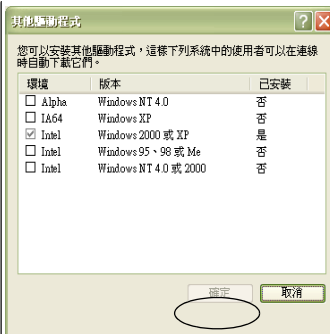 其他驅動程式
您可以安裝其他驅動程式，這樣下列系統中的使用者可以在連線
時自動下載它們。
環境 版本 已安裝
Alpha Windows NT 4.0 否
IA64 Windows XP 否
Intel Windows 2000 或 XP 是
Intel Windows 95、98 或 Me 否
Intel Windows NT 4.0 或 2000 否
確定 取消